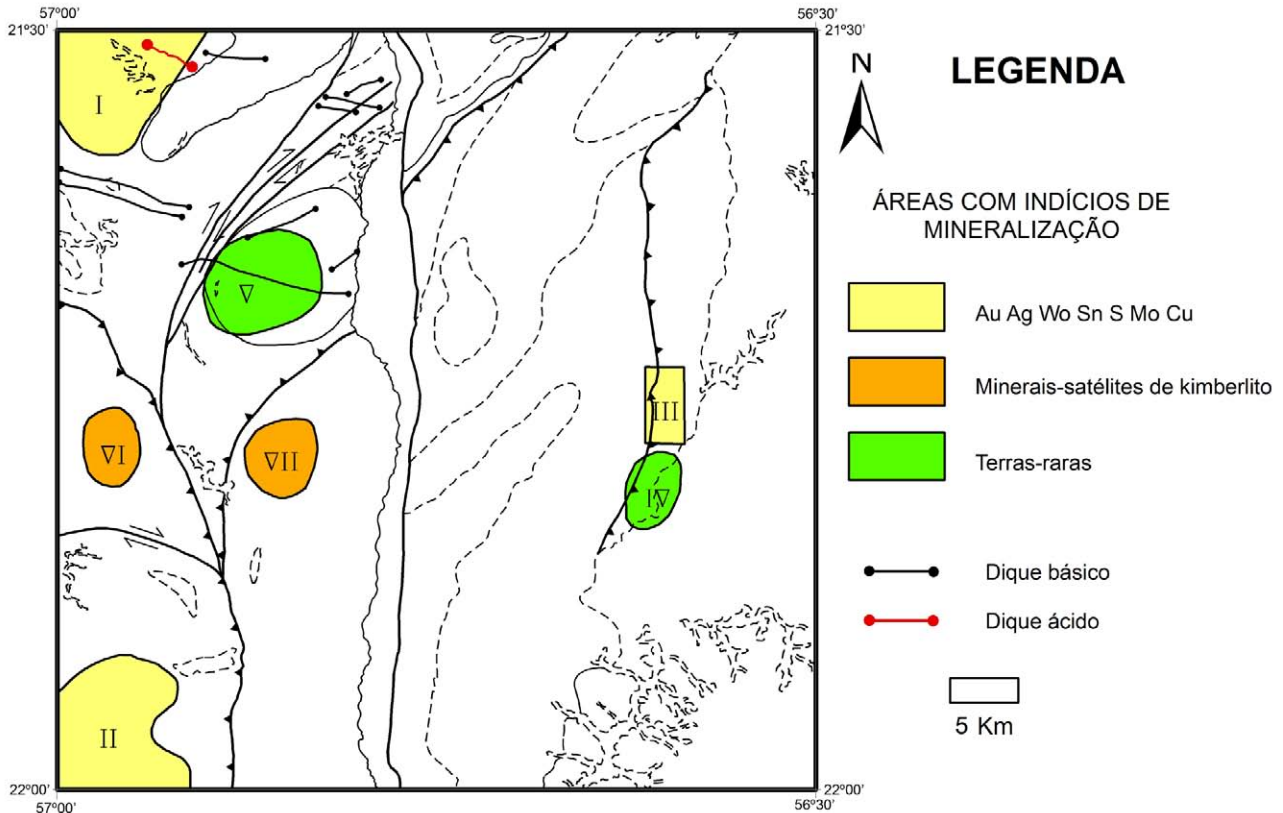 57º00'
56º30'
21º30'
21º30'
N
LEGENDA
I
ÁREAS COM INDÍCIOS DE
MINERALIZAÇÃO
V
Au Ag Wo Sn S Mo Cu
Minerais-satélites de kimberlito
III
VI
VII
Terras-raras
IV
Dique básico
Dique ácido
5 Km
II
22º00'
22º00'
57º00'
56º30'